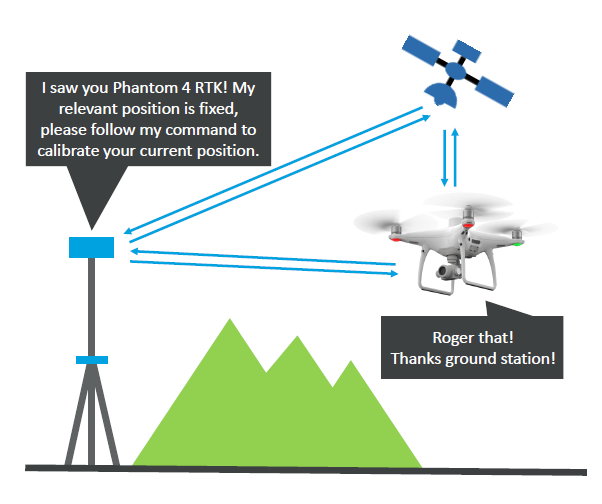 I saw you Phantom 4 RTK! My
relevant position is fixed,
please follow my command to
calibrate your current position.
Roger that!
Thanks ground station!